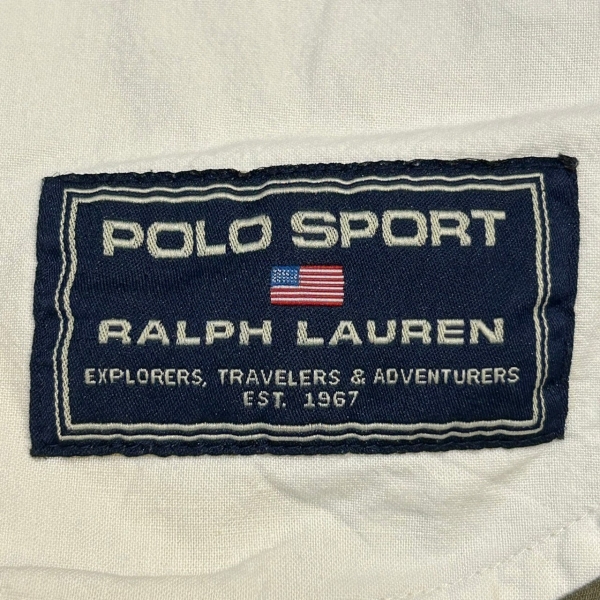 POLO SPORT
RALPH LAUREN
EXPLORERS, TRAVELERS & ADVENTURERS
EST. 1967